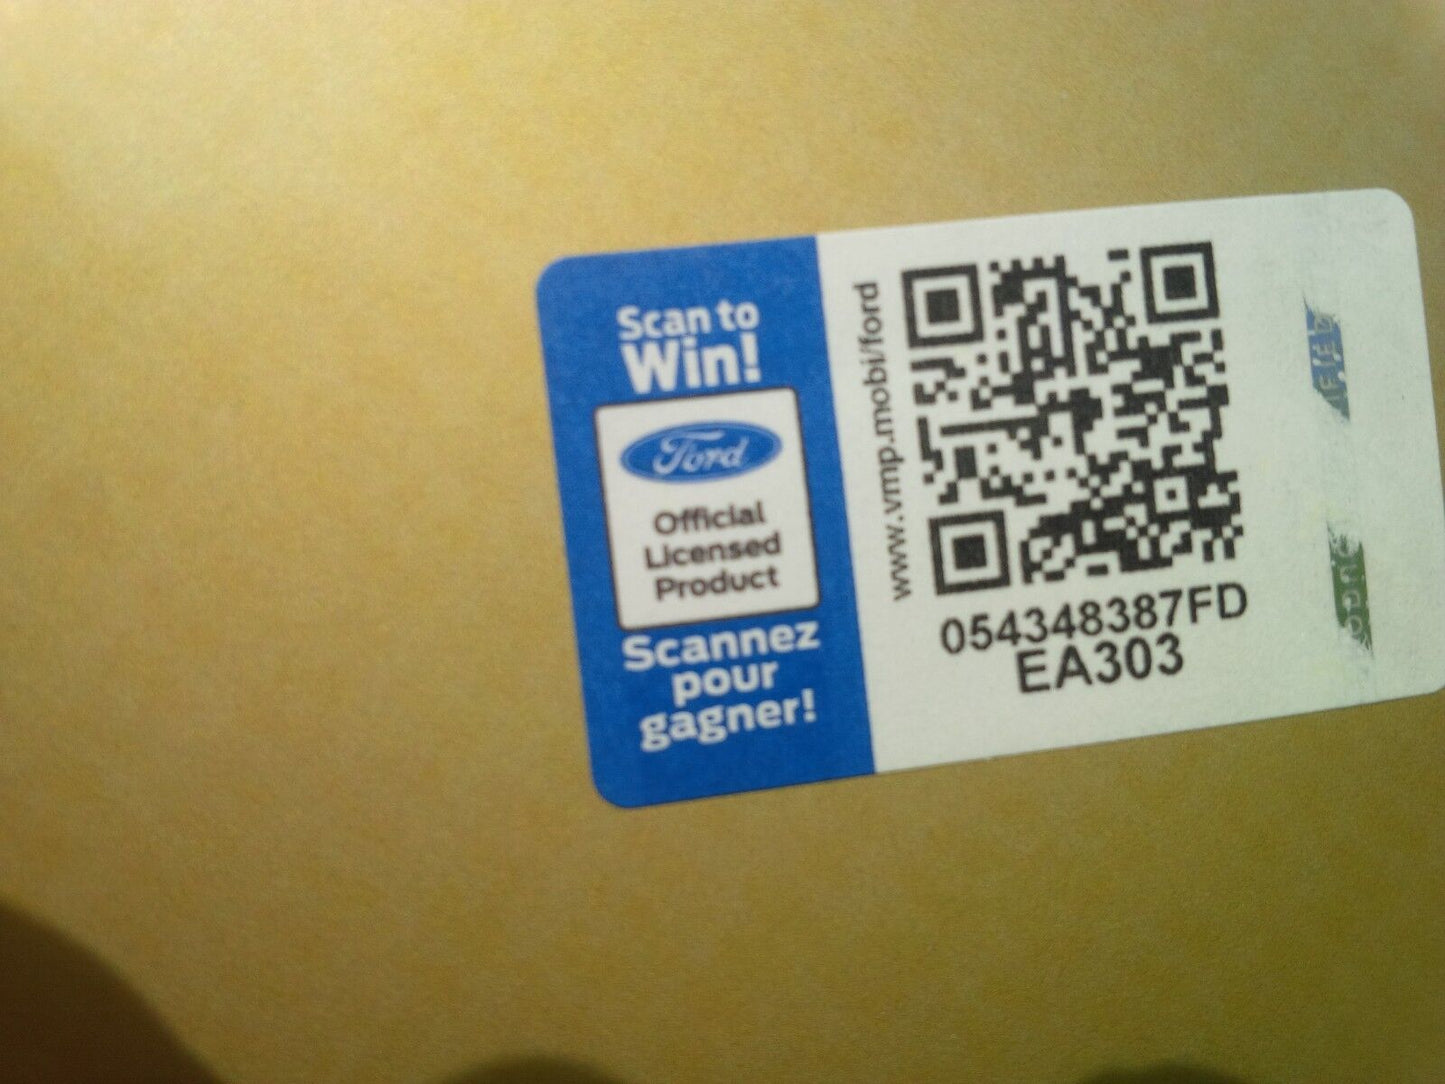 Scan to
Win!
Ford
Official
Licensed
Product
Scannez
pour
gagner!
www.vmp.mobi/ford
054348387FD
EA303